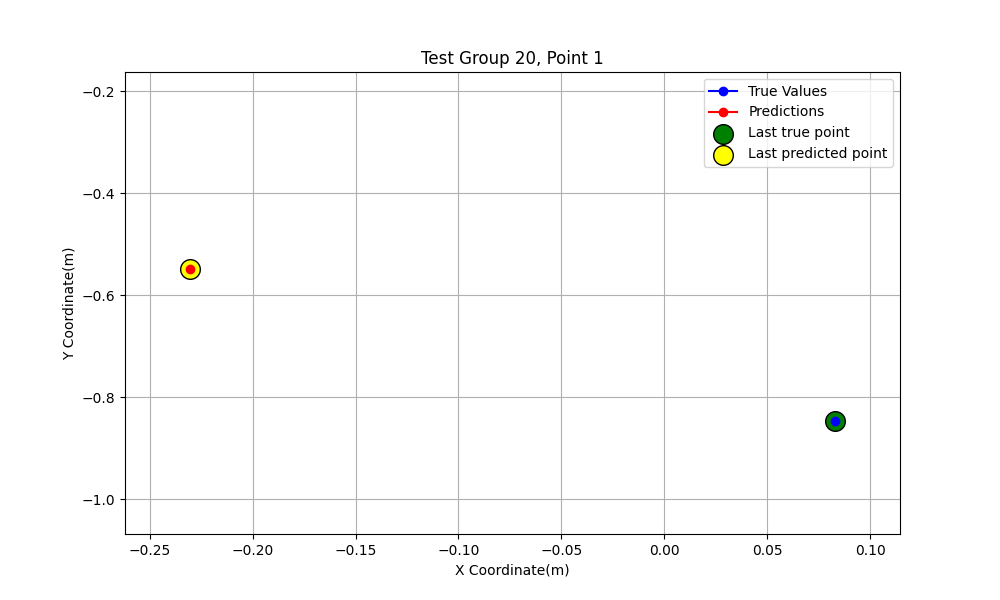 Test Group 20, Point 1
True Values
Predictions
Last true point
Last predicted point
Y Coordinate(m)
−0.2
−0.4
−0.6
−0.8
−1.0
−0.25 −0.20 −0.15 −0.10 −0.05 0.00 0.05 0.10
X Coordinate(m)